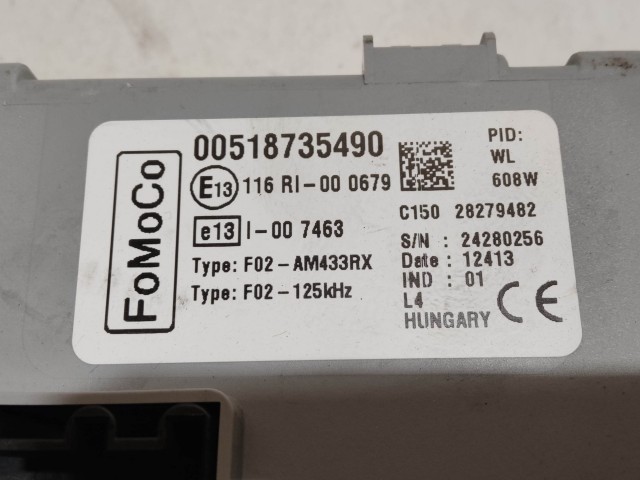 FoMoCo
00518735490
E13 116 RI-00 0679
e13 I-00 7463
Type: F02-AM433RX
Type: F02-125kHz
PID:
WL
608W
C150 28279482
S/N : 24280256
Date : 12413
IND : 01
L4
HUNGARY
CE